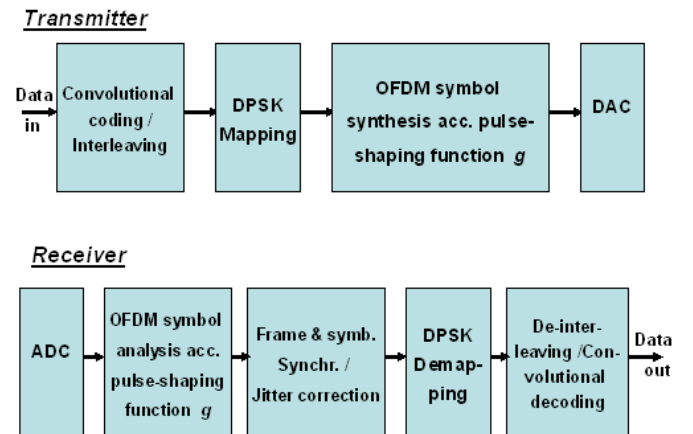 Transmitter
Data
in
Convolutional
coding /
Interleaving
DPSK
Mapping
OFDM symbol
synthesis acc. pulse-
shaping function g
DAC
Receiver
ADC
OFDM symbol
analysis acc.
pulse-shaping
function g
Frame & symb.
Synchr. /
Jitter correction
DPSK
Demap-
ping
De-inter-
leaving /Con-
volutional
decoding
Data
out